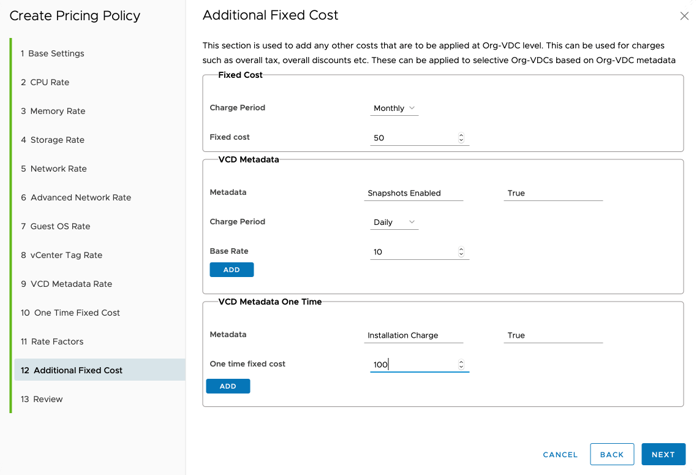 Create Pricing Policy
1 Base Settings
2 CPU Rate
3 Memory Rate
4 Storage Rate
5 Network Rate
6 Advanced Network Rate
7 Guest OS Rate
8 vCenter Tag Rate
9 VCD Metadata Rate
10 One Time Fixed Cost
11 Rate Factors
12 Additional Fixed Cost
13 Review
Additional Fixed Cost
This section is used to add any other costs that are to be applied at Org-VDC level. This can be used for charges
such as overall tax, overall discounts etc. These can be applied to selective Org-VDCs based on Org-VDC metadata
Fixed Cost
Charge Period Monthly
Fixed cost 50
VCD Metadata
Metadata Snapshots Enabled True
Charge Period Daily
Base Rate 10
ADD
VCD Metadata One Time
Metadata Installation Charge True
One time fixed cost 100
ADD
CANCEL BACK NEXT